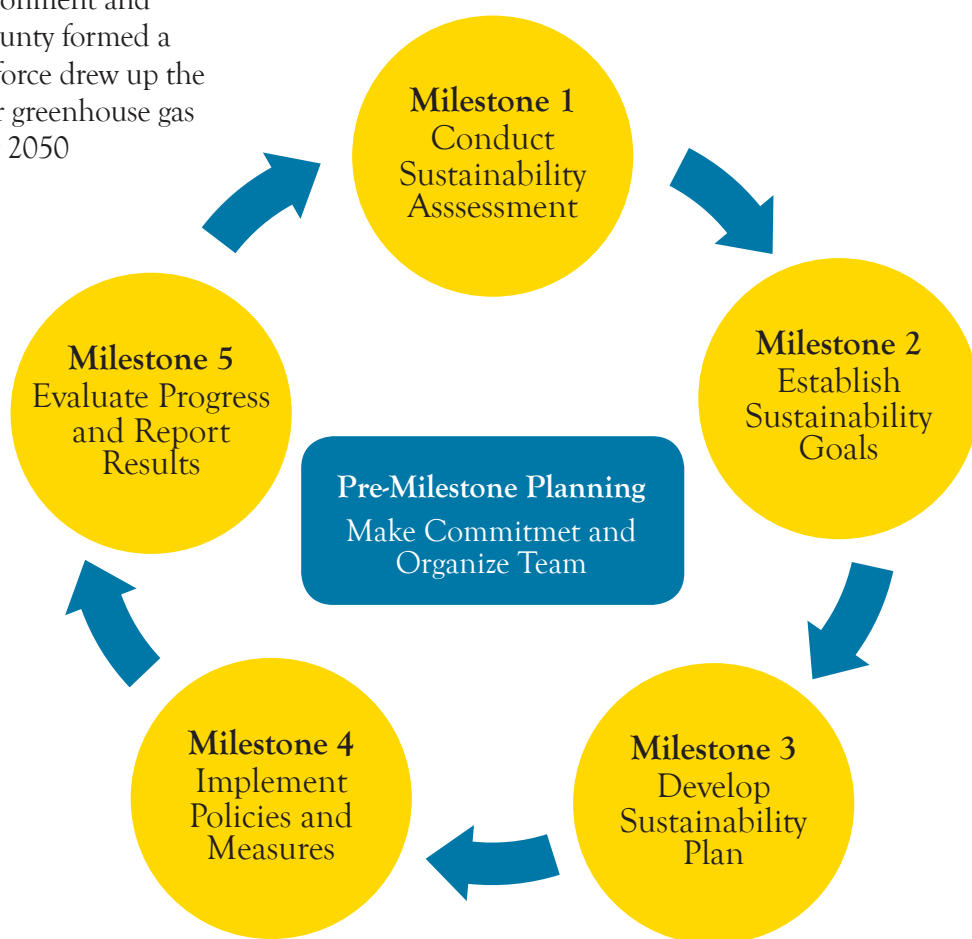 onment and
unty formed a
force drew up the
r greenhouse gas
2050
Milestone 1
Conduct
Sustainability
Asssessment
Milestone 2
Establish
Sustainability
Goals
Milestone 3
Develop
Sustainability
Plan
Milestone 4
Implement
Policies and
Measures
Milestone 5
Evaluate Progress
and Report
Results
Pre-Milestone Planning
Make Commitmet and
Organize Team